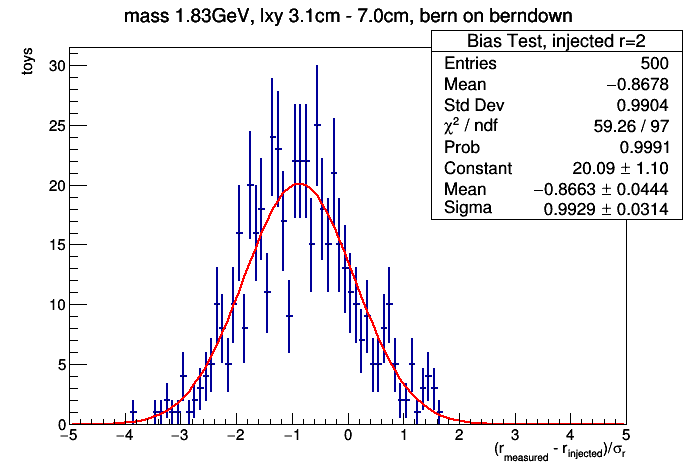 mass 1.83GeV, lxy 3.1cm - 7.0cm, bern on berndown
Bias Test, injected r=2
Entries 500
Mean −0.8678
Std Dev 0.9904
χ² / ndf 59.26 / 97
Prob 0.9991
Constant 20.09 ± 1.10
Mean −0.8663 ± 0.0444
Sigma 0.9929 ± 0.0314
toys
30
25
20
15
10
5
0
−5 −4 −3 −2 −1 0 1 2 3 4 5
(r_measured - r_injected)/σ_r